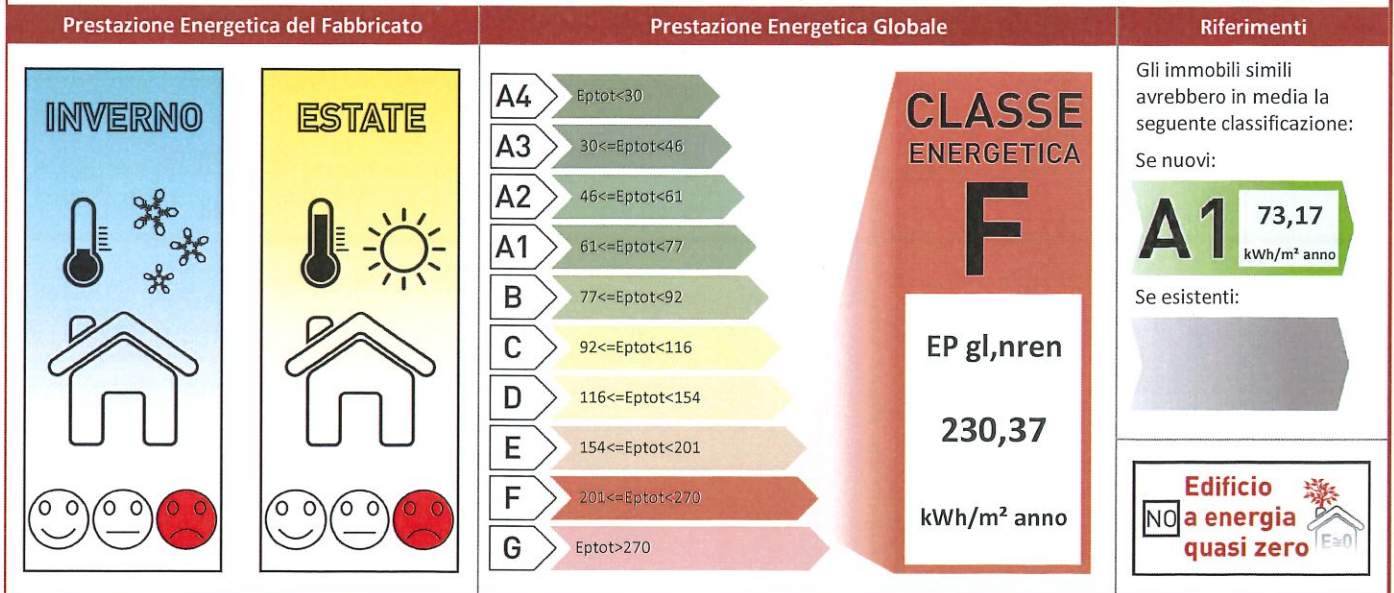 Prestazione Energetica del Fabbricato
INVERNO
ESTATE
Prestazione Energetica Globale
A4 Eptot<30
A3 30<=Eptot<46
A2 46<=Eptot<61
A1 61<=Eptot<77
B 77<=Eptot<92
C 92<=Eptot<116
D 116<=Eptot<154
E 154<=Eptot<201
F 201<=Eptot<270
G Eptot>270
CLASSE
ENERGETICA
F
EP gl,nren
230,37
kWh/m² anno
Riferimenti
Gli immobili simili
avrebbero in media la
seguente classificazione:
Se nuovi:
A1 73,17
kWh/m² anno
Se esistenti:
Edificio
NO a energia
quasi zero E≥0